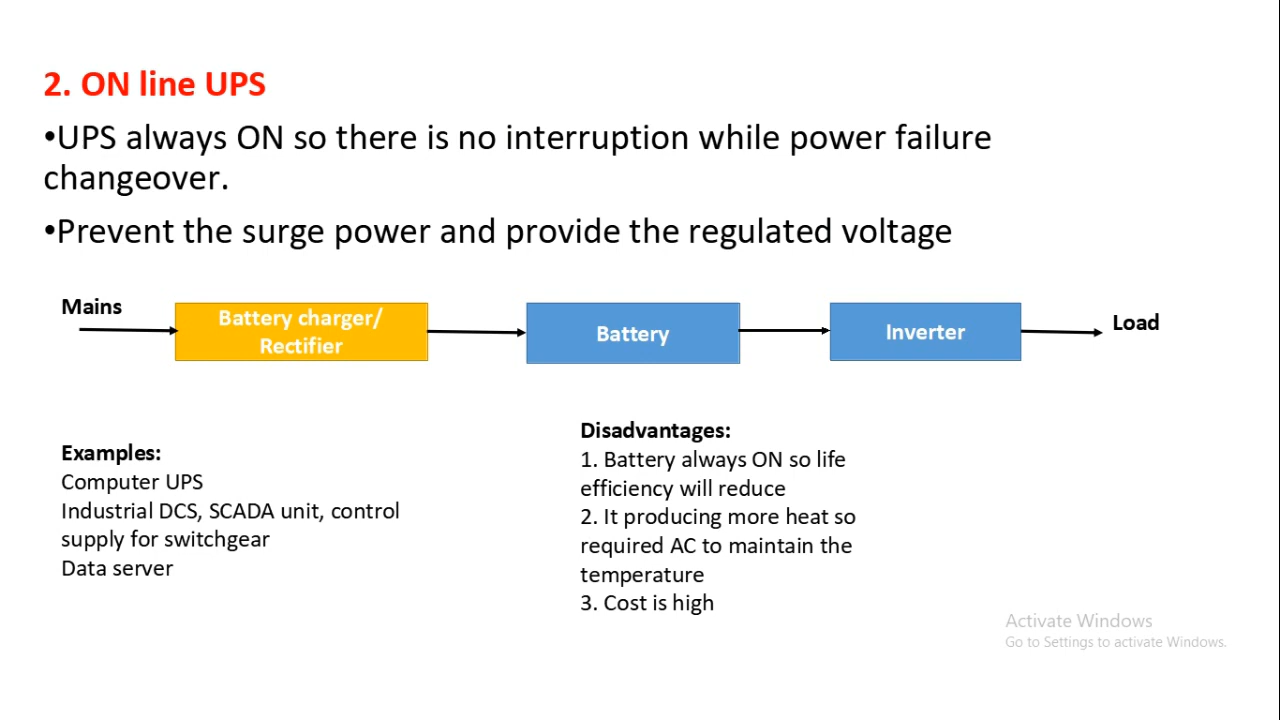 2. ON line UPS
•UPS always ON so there is no interruption while power failure
changeover.
•Prevent the surge power and provide the regulated voltage
Mains
Battery charger/
Rectifier
Battery
Inverter
Load
Examples:
Computer UPS
Industrial DCS, SCADA unit, control
supply for switchgear
Data server
Disadvantages:
1. Battery always ON so life
efficiency will reduce
2. It producing more heat so
required AC to maintain the
temperature
3. Cost is high
Activate Windows
Go to Settings to activate Windows.